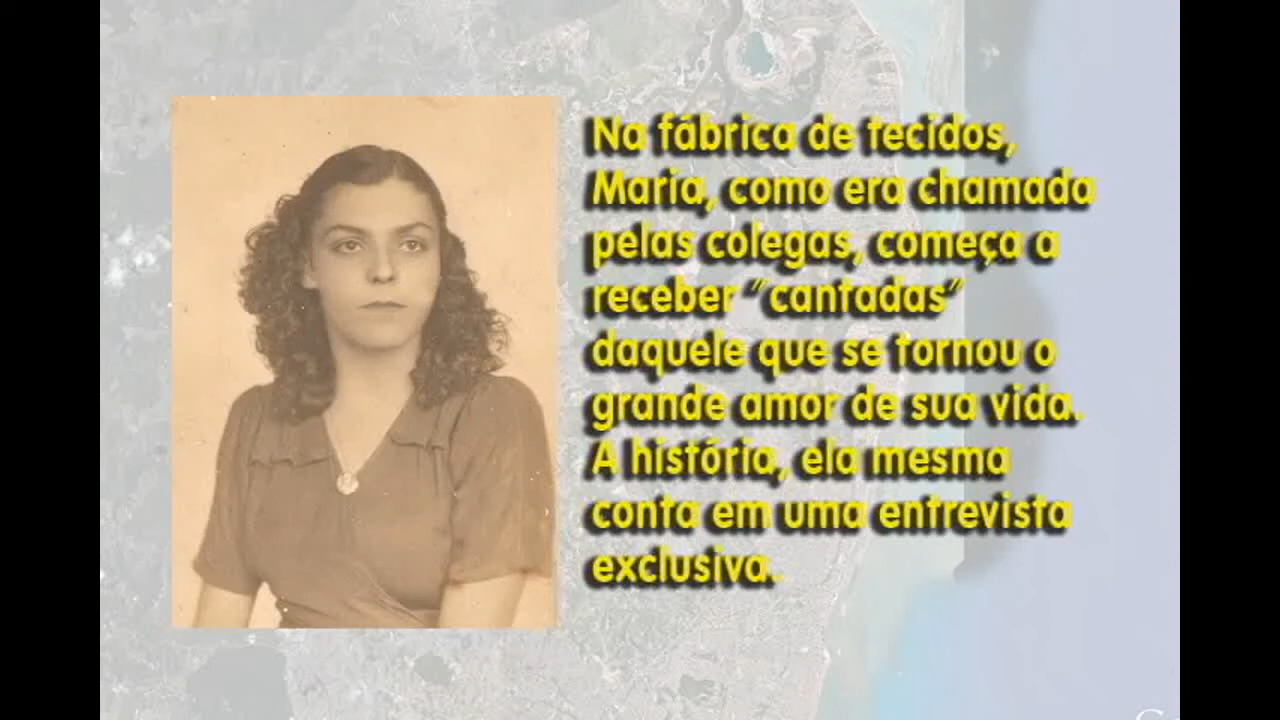 Na fábrica de tecidos,
Maria, como era chamada
pelas colegas, começa a
receber "cantadas"
daquele que se tornou o
grande amor de sua vida.
A história, ela mesma
conta em uma entrevista
exclusiva.